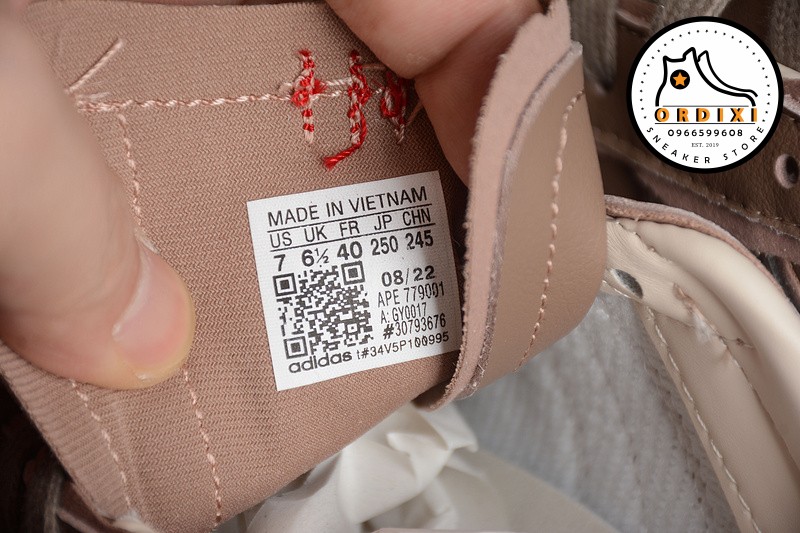 MADE IN VIETNAM
US UK FR JP CHN
7 6½ 40 250 245
08/22
APE 779001
A: GY0017
#30793676
adidas t#34V5P100995
ORDIXI
0966599608
EST. 2019
SNEAKER STORE